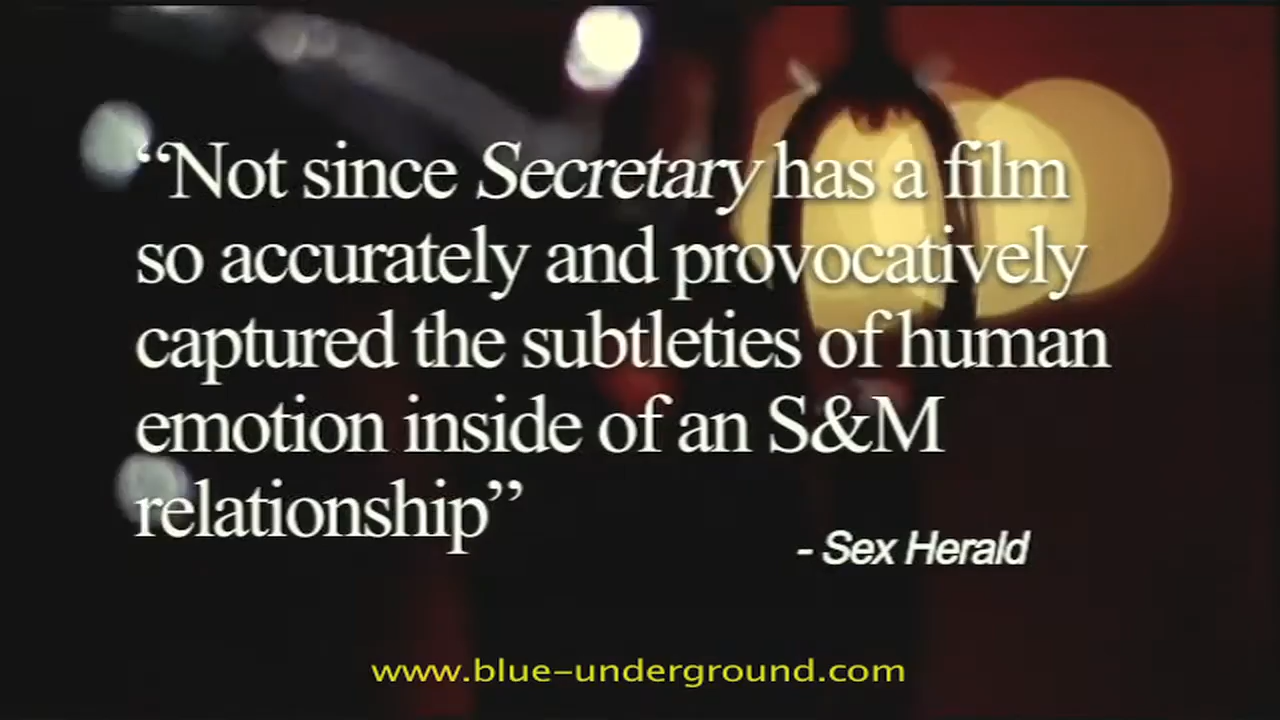 “Not since Secretary has a film
so accurately and provocatively
captured the subtleties of human
emotion inside of an S&M
relationship”
- Sex Herald
www.blue-underground.com